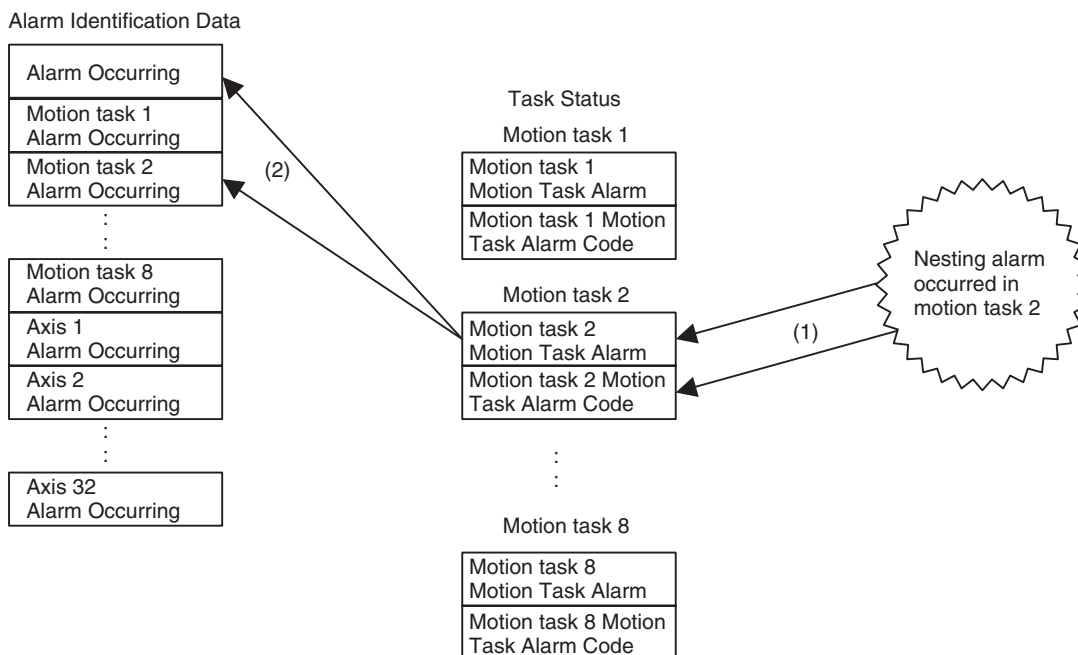 Alarm Identification Data
Alarm Occurring
Motion task 1
Alarm Occurring
Motion task 2
Alarm Occurring
Motion task 8
Alarm Occurring
Axis 1
Alarm Occurring
Axis 2
Alarm Occurring
Axis 32
Alarm Occurring
(2)
Task Status
Motion task 1
Motion task 1
Motion Task Alarm
Motion task 1 Motion
Task Alarm Code
Motion task 2
Motion task 2
Motion Task Alarm
Motion task 2 Motion
Task Alarm Code
Motion task 8
Motion task 8
Motion Task Alarm
Motion task 8 Motion
Task Alarm Code
(1)
Nesting alarm
occurred in
motion task 2